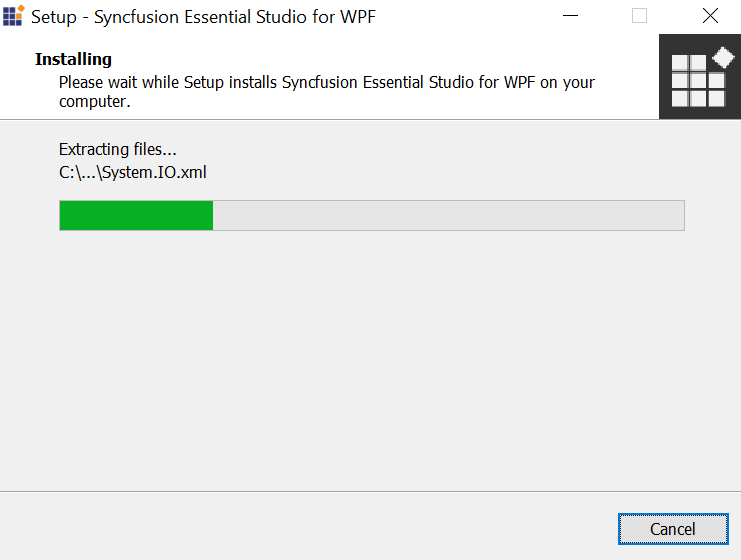 Setup - Syncfusion Essential Studio for WPF
Installing
Please wait while Setup installs Syncfusion Essential Studio for WPF on your
computer.
Extracting files...
C:\...\System.IO.xml
Cancel